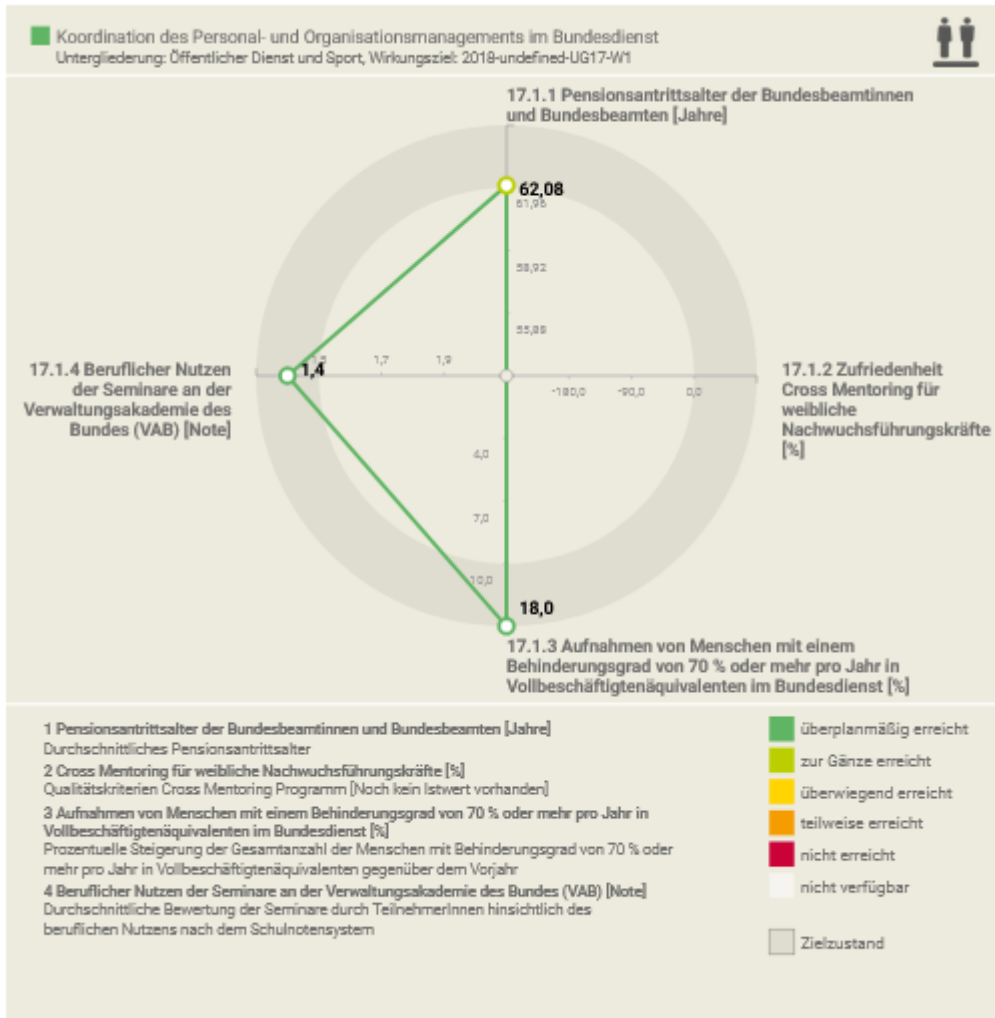 Koordination des Personal- und Organisationsmanagements im Bundesdienst
Untergliederung: Öffentlicher Dienst und Sport, Wirkungsziel: 2018-undefined-UG17-W1
17.1.1 Pensionsantrittsalter der Bundesbeamtinnen
und Bundesbeamten [Jahre]
62,08
61,96
58,92
55,88
1,7
1,9
1,4
17.1.4 Beruflicher Nutzen
der Seminare an der
Verwaltungsakademie des
Bundes (VAB) [Note]
-180,0
-90,0
0,0
17.1.2 Zufriedenheit
Cross Mentoring für
weibliche
Nachwuchsführungskräfte
[%]
4,0
7,0
10,0
18,0
17.1.3 Aufnahmen von Menschen mit einem
Behinderungsgrad von 70 % oder mehr pro Jahr in
Vollbeschäftigtenäquivalenten im Bundesdienst [%]
1 Pensionsantrittsalter der Bundesbeamtinnen und Bundesbeamten [Jahre]
Durchschnittliches Pensionsantrittsalter
2 Cross Mentoring für weibliche Nachwuchsführungskräfte [%]
Qualitätskriterien Cross Mentoring Programm [Noch kein Istwert vorhanden]
3 Aufnahmen von Menschen mit einem Behinderungsgrad von 70 % oder mehr pro Jahr in
Vollbeschäftigtenäquivalenten im Bundesdienst [%]
Prozentuelle Steigerung der Gesamtanzahl der Menschen mit Behinderungsgrad von 70 % oder
mehr pro Jahr in Vollbeschäftigtenäquivalenten gegenüber dem Vorjahr
4 Beruflicher Nutzen der Seminare an der Verwaltungsakademie des Bundes (VAB) [Note]
Durchschnittliche Bewertung der Seminare durch TeilnehmerInnen hinsichtlich des
beruflichen Nutzens nach dem Schulnotensystem
überplanmäßig erreicht
zur Gänze erreicht
überwiegend erreicht
teilweise erreicht
nicht erreicht
nicht verfügbar
Zielzustand